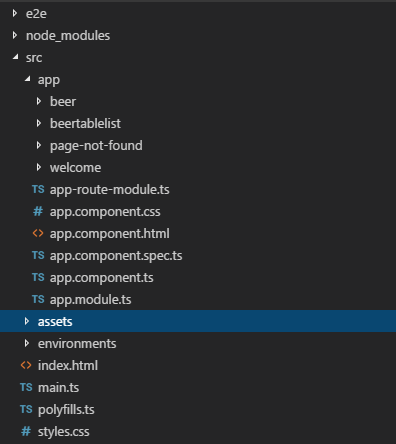 e2e
node_modules
src
app
beer
beertablelist
page-not-found
welcome
TS app-route-module.ts
# app.component.css
<> app.component.html
TS app.component.spec.ts
TS app.component.ts
TS app.module.ts
assets
environments
<> index.html
TS main.ts
TS polyfills.ts
# styles.css